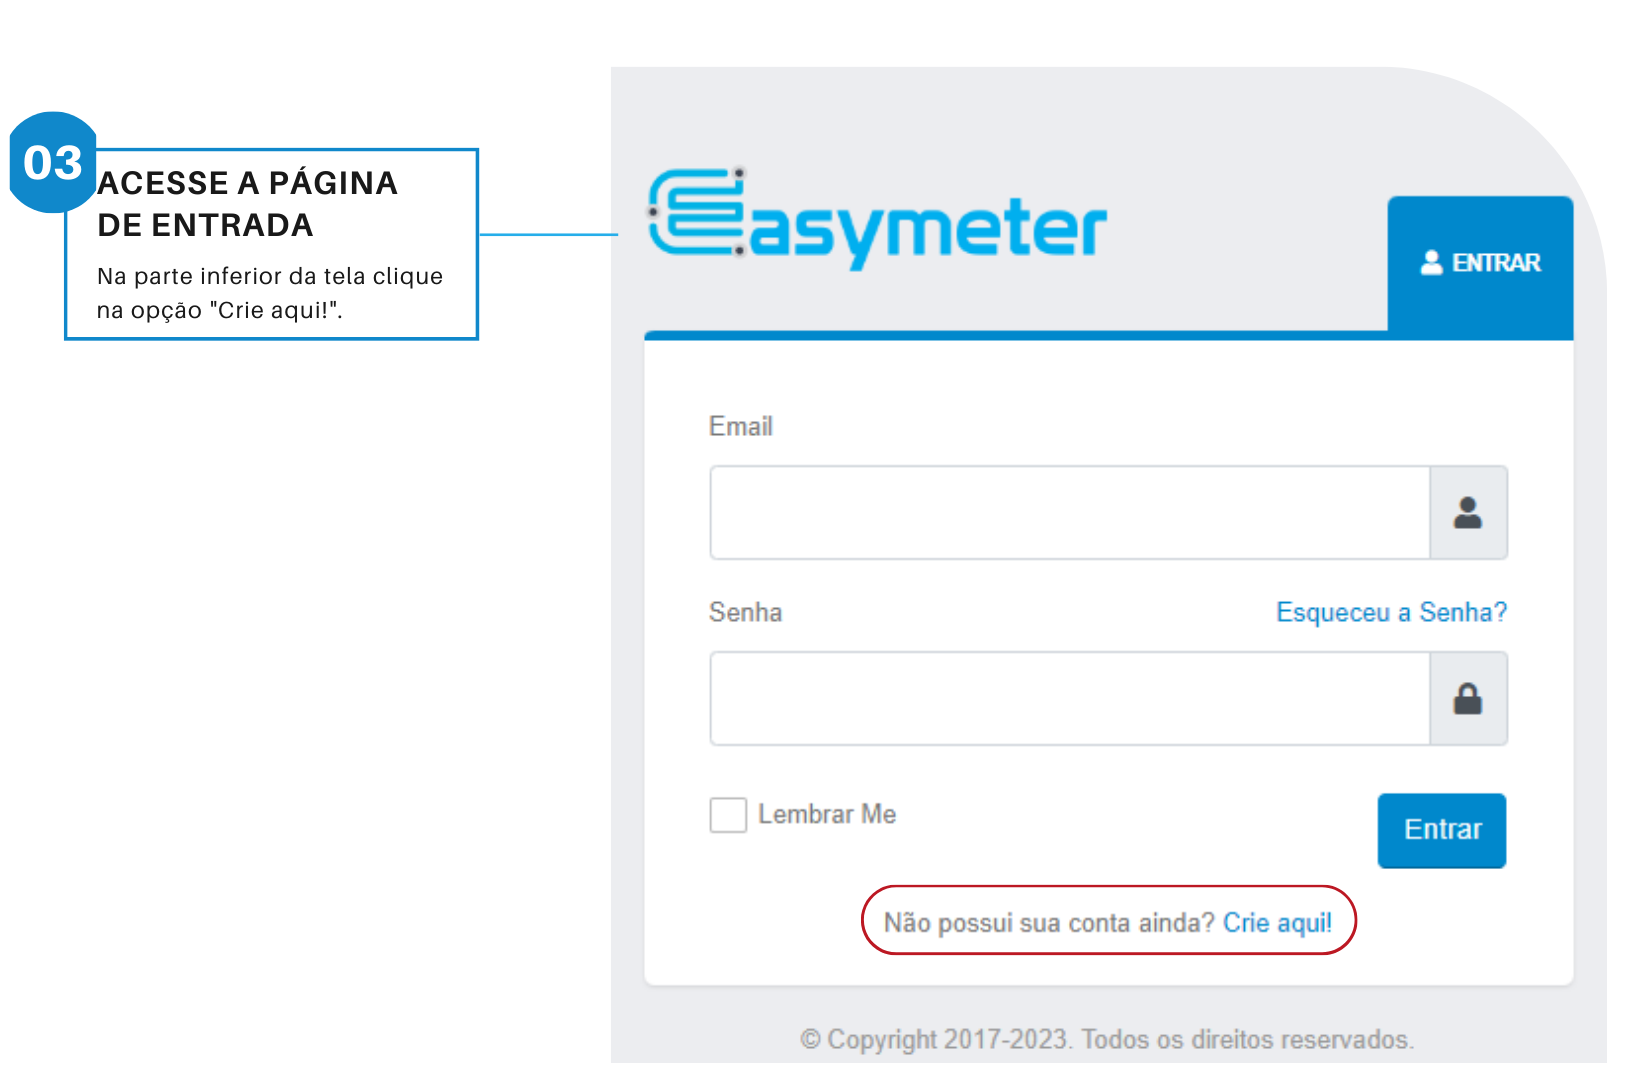 03
ACESSE A PÁGINA
DE ENTRADA
Na parte inferior da tela clique
na opção "Crie aqui!".
Easymeter
ENTRAR
Email
Senha
Esqueceu a Senha?
Lembrar Me
Entrar
Não possui sua conta ainda? Crie aqui!
© Copyright 2017-2023. Todos os direitos reservados.